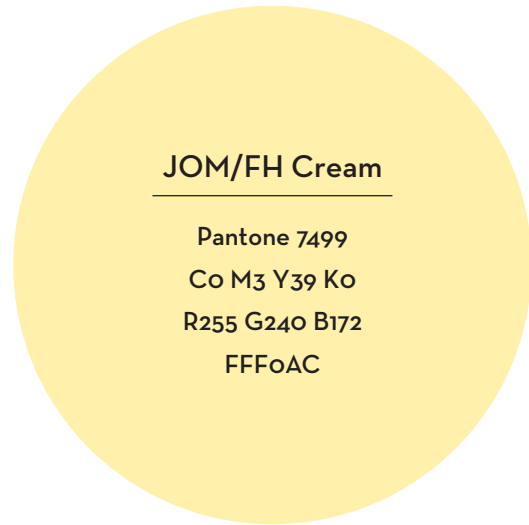 JOM/FH Cream
Pantone 7499
C0 M3 Y39 K0
R255 G240 B172
FFF0AC